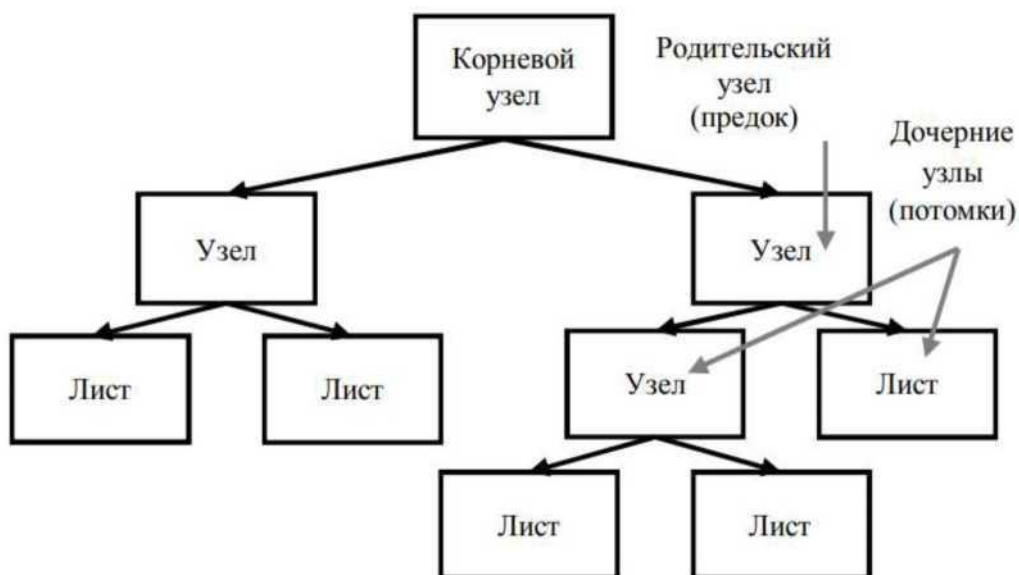 Корневой
узел
Родительский
узел
(предок)
Дочерние
узлы
(потомки)
Узел
Узел
Лист
Лист
Узел
Лист
Лист
Лист